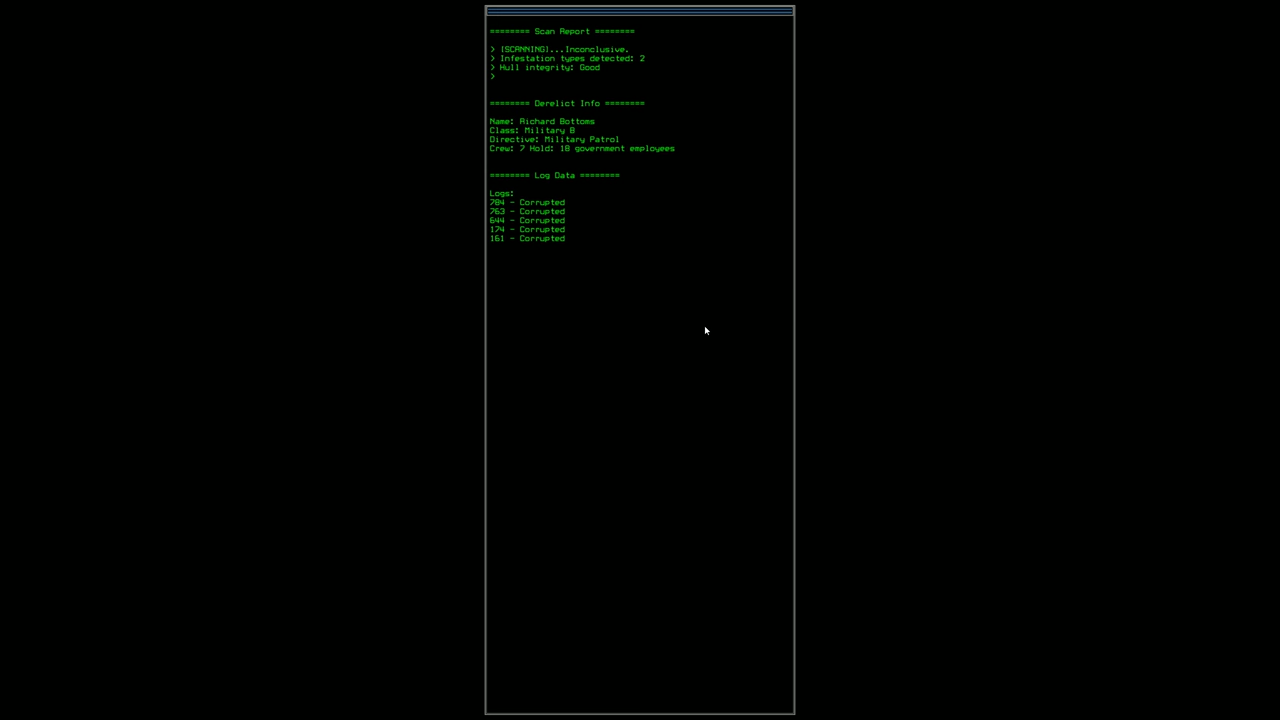 ======== Scan Report ========
> [SCANNING]...Inconclusive.
> Infestation types detected: 2
> Hull integrity: Good
>
======== Derelict Info ========
Name: Richard Bottoms
Class: Military B
Directive: Military Patrol
Crew: 7 Hold: 18 government employees
======== Log Data ========
Logs:
784 - Corrupted
763 - Corrupted
644 - Corrupted
174 - Corrupted
161 - Corrupted